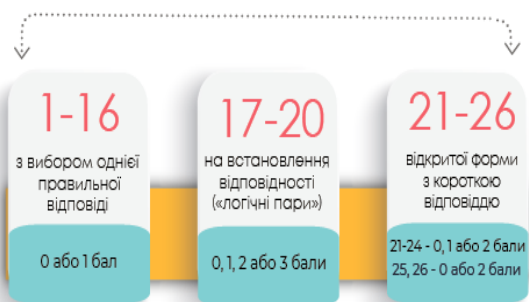 1-16
з вибором однієї
правильної
відповіді
0 або 1 бал
17-20
на встановлення
відповідності
(«логічні пари»)
0, 1, 2 або 3 бали
21-26
відкритої форми
з короткою
відповіддю
21-24 - 0, 1 або 2 бали
25, 26 - 0 або 2 бали